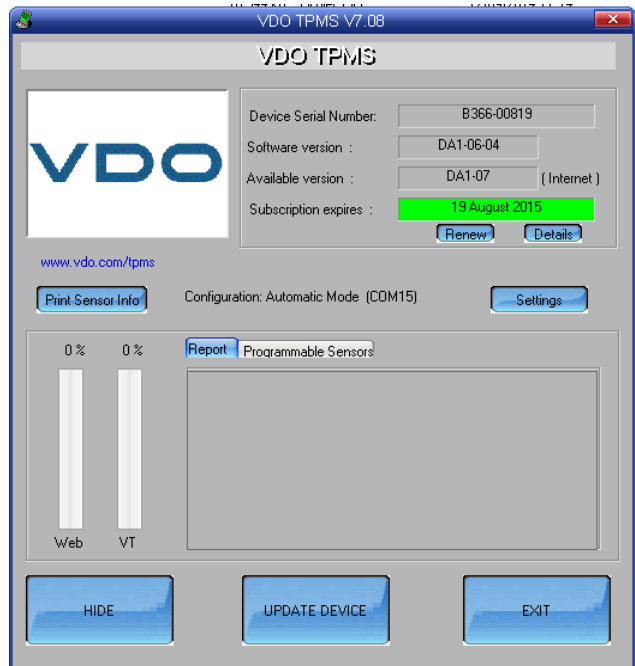 VDO TPMS V7.08
VDO TPMS
VDO
Device Serial Number: B366-00819
Software version : DA1-06-04
Available version : DA1-07 ( Internet )
Subscription expires : 19 August 2015
Renew Details
www.vdo.com/tpms
Print Sensor Info Configuration: Automatic Mode (COM15) Settings
0 % 0 % Report Programmable Sensors
Web VT
HIDE UPDATE DEVICE EXIT